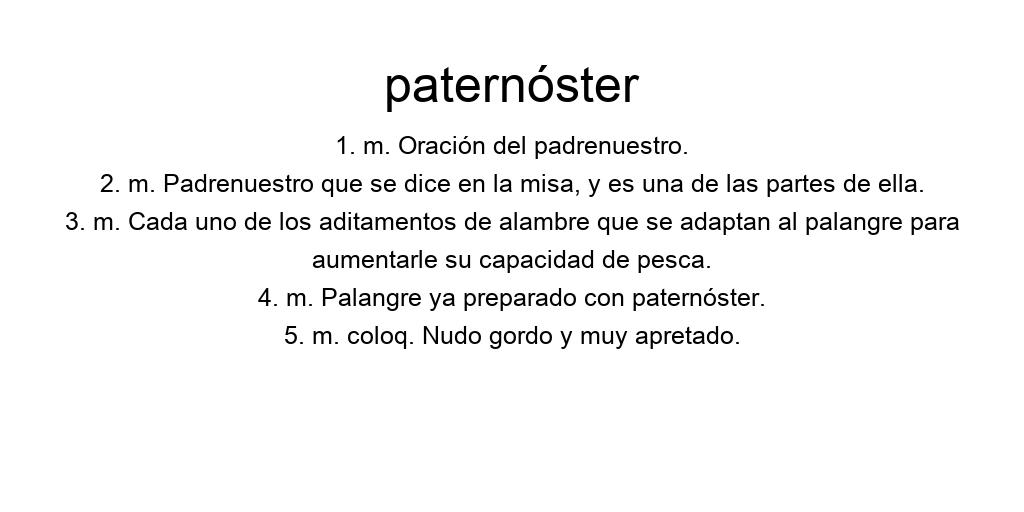 paternóster
1. m. Oración del padrenuestro.
2. m. Padrenuestro que se dice en la misa, y es una de las partes de ella.
3. m. Cada uno de los aditamentos de alambre que se adaptan al palangre para
aumentarle su capacidad de pesca.
4. m. Palangre ya preparado con paternóster.
5. m. coloq. Nudo gordo y muy apretado.